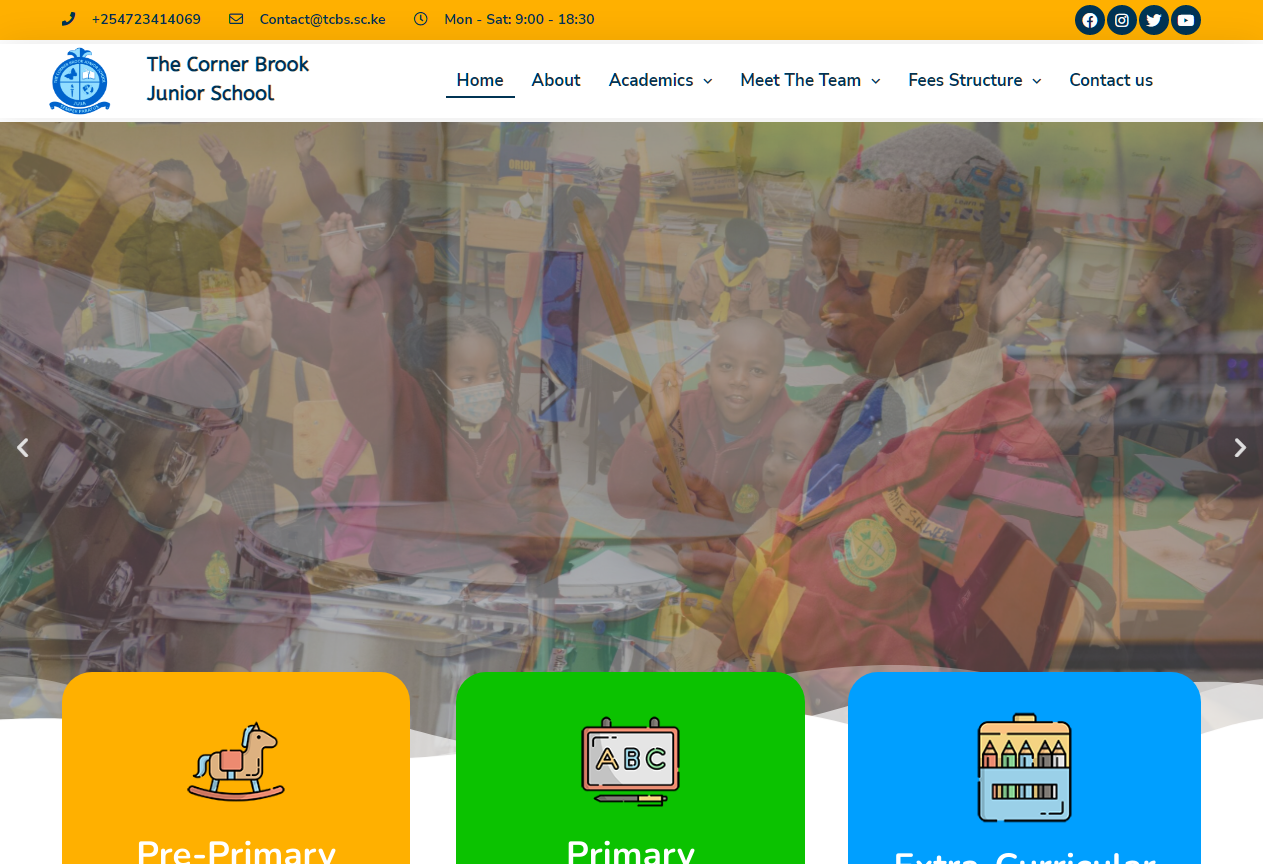 +254723414069 Contact@tcbs.sc.ke Mon - Sat: 9:00 - 18:30
The Corner Brook
Junior School
Home About Academics Meet The Team Fees Structure Contact us
ORION
ABC
Pre-Primary Primary Extra-Curricular